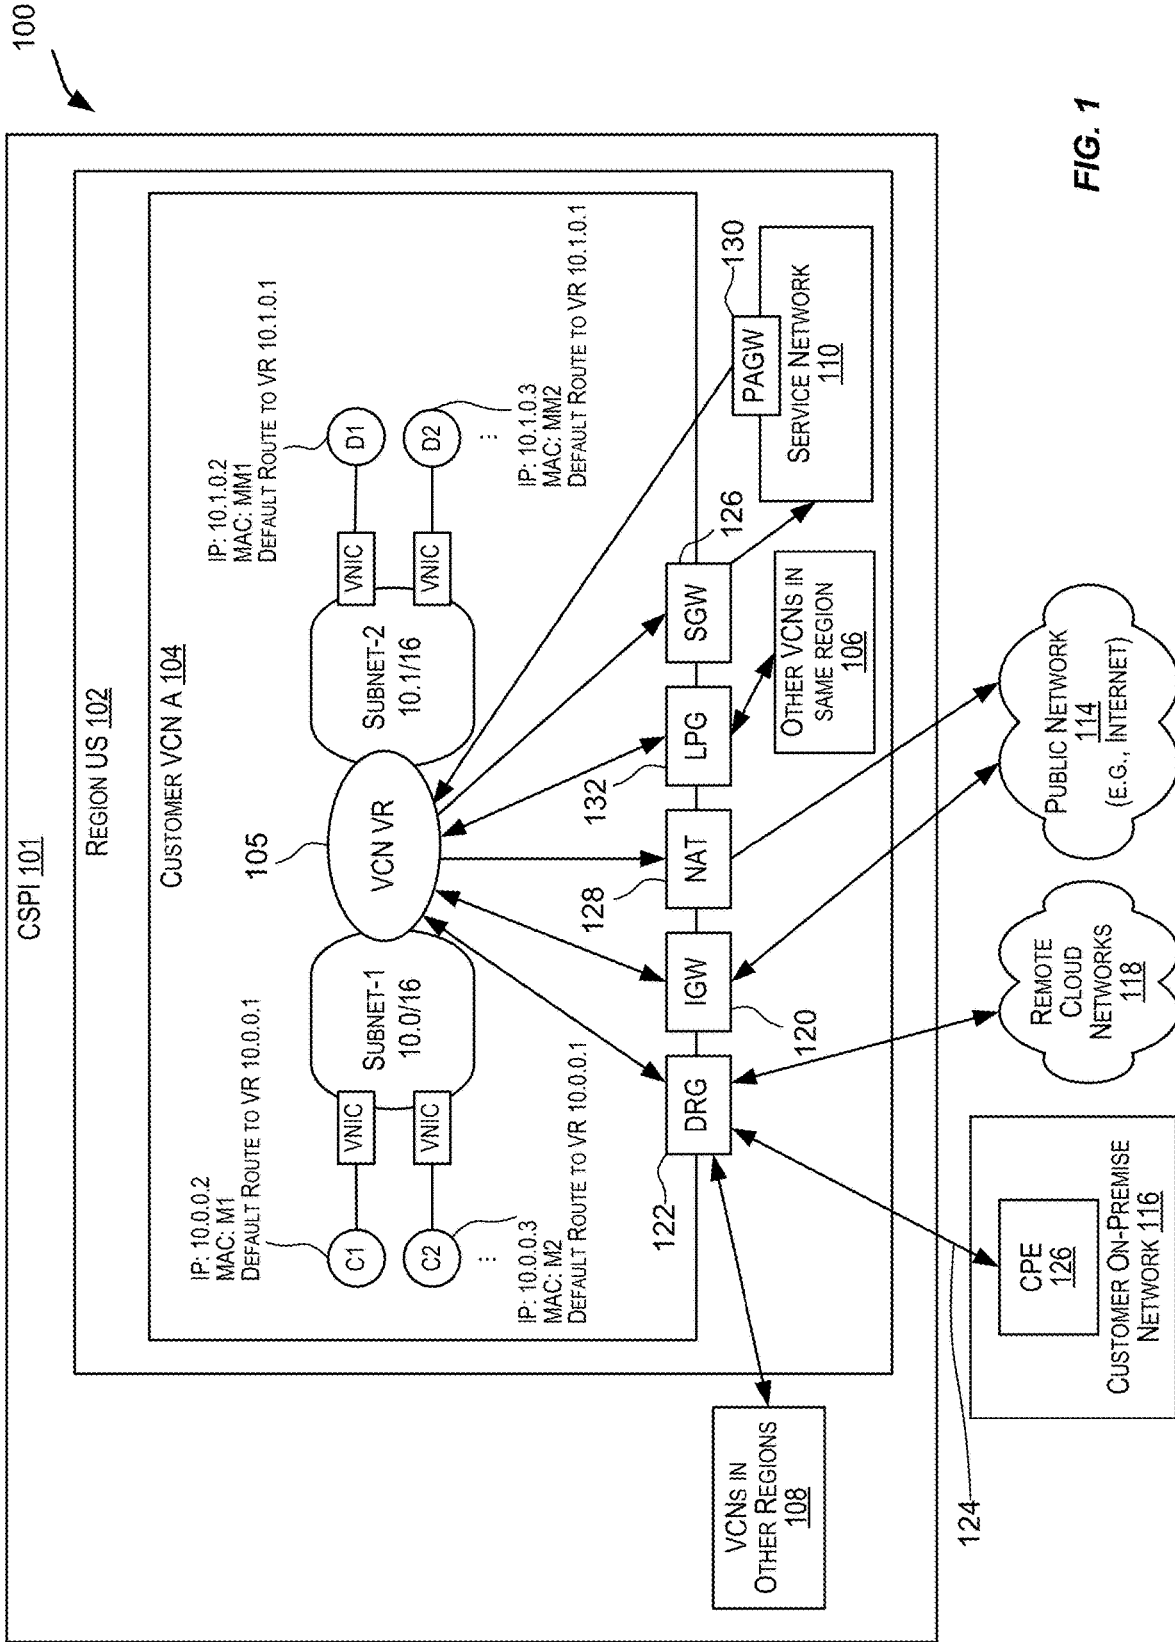 100
CSPI 101
REGION US 102
CUSTOMER VCN A 104
IP: 10.0.0.2
MAC: M1
DEFAULT ROUTE TO VR 10.0.0.1
C1
VNIC
C2
VNIC
⋮
IP: 10.0.0.3
MAC: M2
DEFAULT ROUTE TO VR 10.0.0.1
SUBNET-1
10.0/16
105
VCN VR
SUBNET-2
10.1/16
IP: 10.1.0.2
MAC: MM1
DEFAULT ROUTE TO VR 10.1.0.1
VNIC
D1
VNIC
D2
⋮
IP: 10.1.0.3
MAC: MM2
DEFAULT ROUTE TO VR 10.1.0.1
122
DRG
IGW
120
128
NAT
132
LPG
SGW
126
PAGW
130
SERVICE NETWORK
110
OTHER VCNS IN
SAME REGION
106
VCNS IN
OTHER REGIONS
108
124
CPE
126
CUSTOMER ON-PREMISE
NETWORK 116
REMOTE
CLOUD
NETWORKS
118
PUBLIC NETWORK
114
(E.G., INTERNET)
FIG. 1